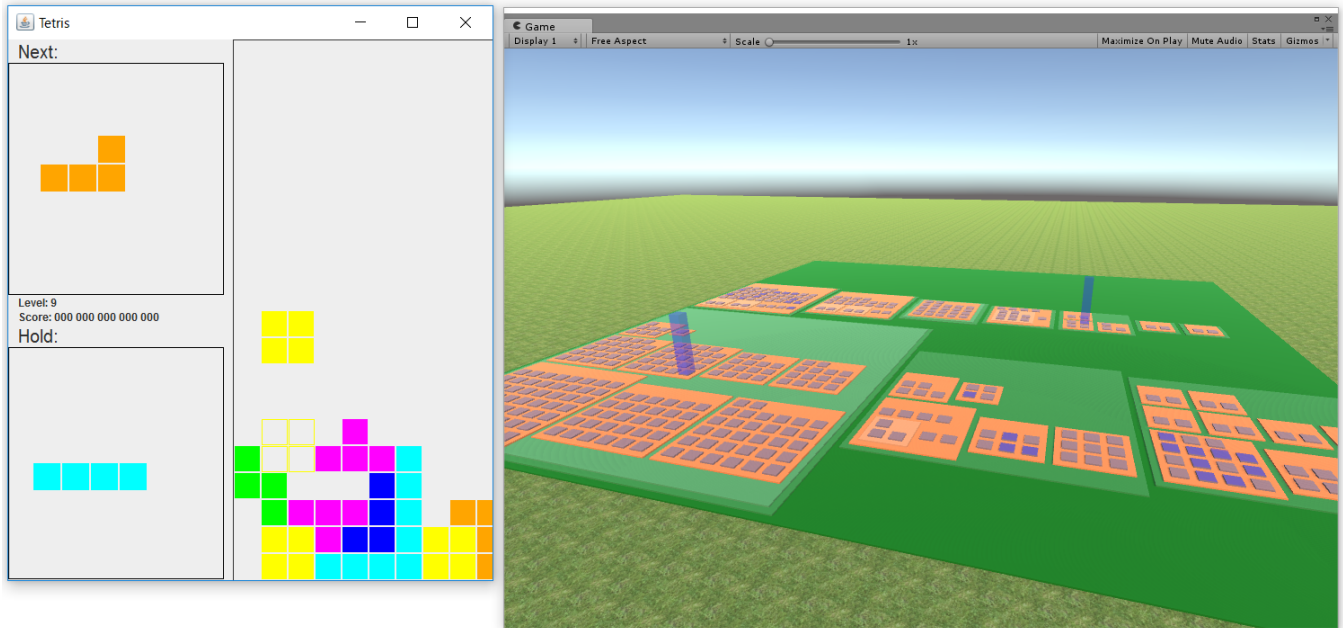 Tetris
Next:
Level: 9
Score: 000 000 000 000 000
Hold:
Game
Display 1 Free Aspect Scale 1x Maximize On Play Mute Audio Stats Gizmos